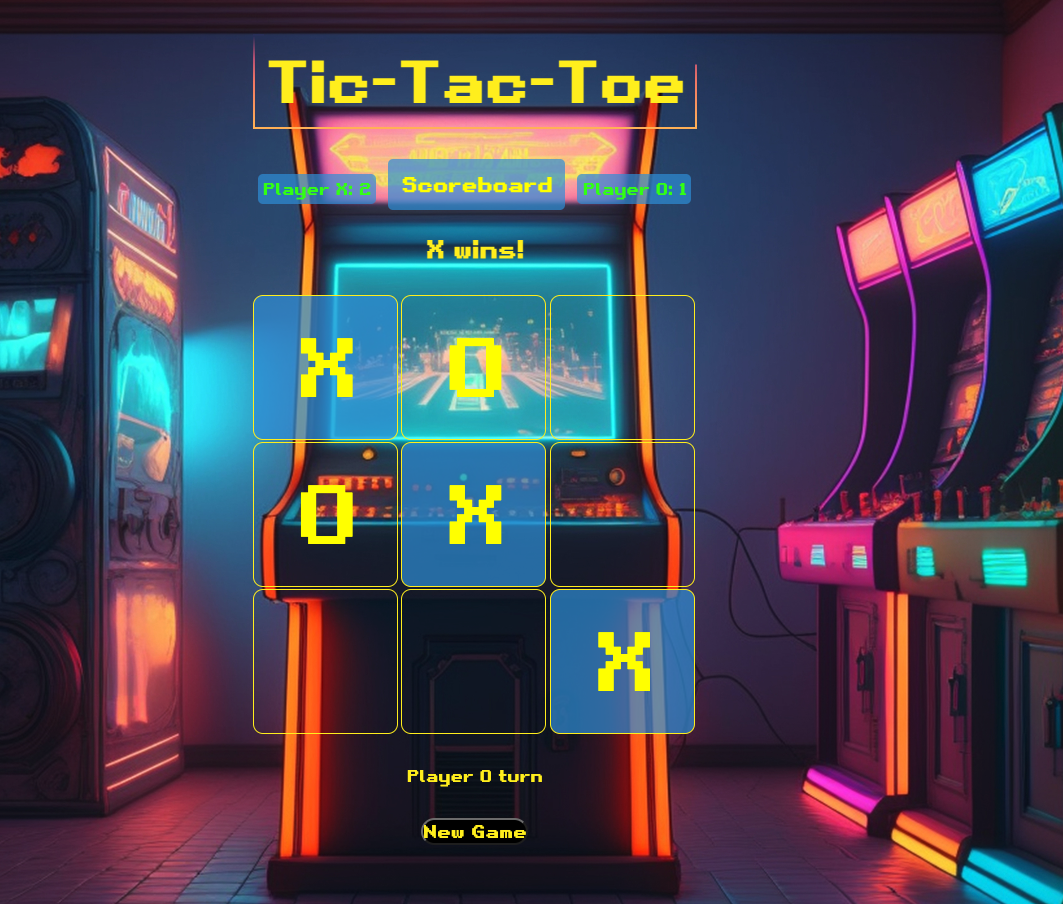 Tic-Tac-Toe
Player X: 2 Scoreboard Player O: 1
X wins!
X O
O X
X
Player O turn
New Game